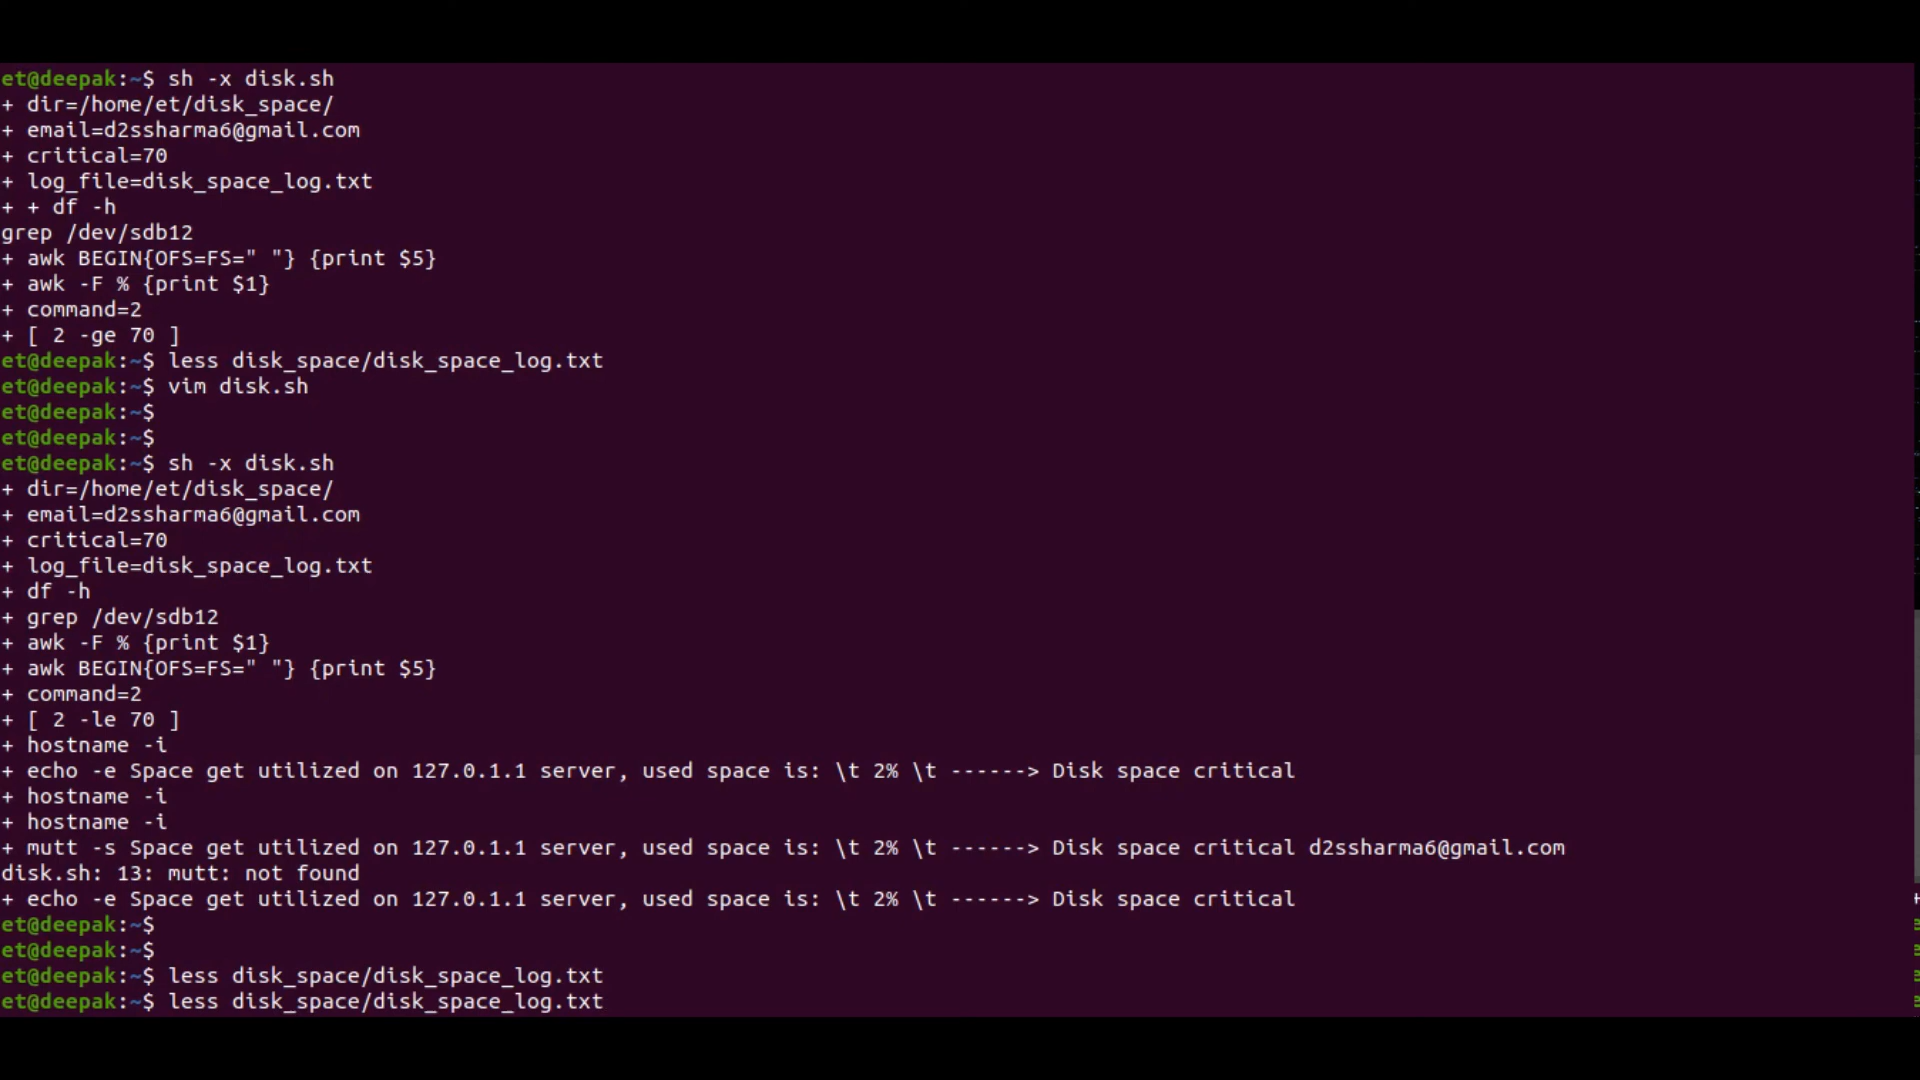 et@deepak:~$ sh -x disk.sh
+ dir=/home/et/disk_space/
+ email=d2ssharma6@gmail.com
+ critical=70
+ log_file=disk_space_log.txt
+ + df -h
grep /dev/sdb12
+ awk BEGIN{OFS=FS=" "} {print $5}
+ awk -F % {print $1}
+ command=2
+ [ 2 -ge 70 ]
et@deepak:~$ less disk_space/disk_space_log.txt
et@deepak:~$ vim disk.sh
et@deepak:~$
et@deepak:~$
et@deepak:~$ sh -x disk.sh
+ dir=/home/et/disk_space/
+ email=d2ssharma6@gmail.com
+ critical=70
+ log_file=disk_space_log.txt
+ df -h
+ grep /dev/sdb12
+ awk -F % {print $1}
+ awk BEGIN{OFS=FS=" "} {print $5}
+ command=2
+ [ 2 -le 70 ]
+ hostname -i
+ echo -e Space get utilized on 127.0.1.1 server, used space is: \t 2% \t ------> Disk space critical
+ hostname -i
+ hostname -i
+ mutt -s Space get utilized on 127.0.1.1 server, used space is: \t 2% \t ------> Disk space critical d2ssharma6@gmail.com
disk.sh: 13: mutt: not found
+ echo -e Space get utilized on 127.0.1.1 server, used space is: \t 2% \t ------> Disk space critical
et@deepak:~$
et@deepak:~$
et@deepak:~$ less disk_space/disk_space_log.txt
et@deepak:~$ less disk_space/disk_space_log.txt